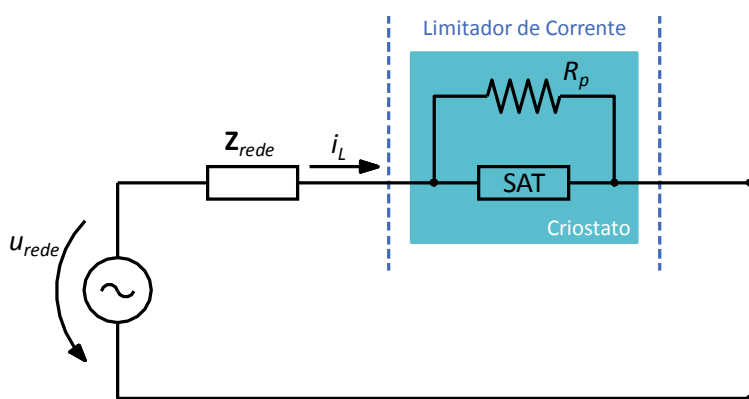 Limitador de Corrente
R_p
Z_rede
i_L
SAT
Criostato
u_rede